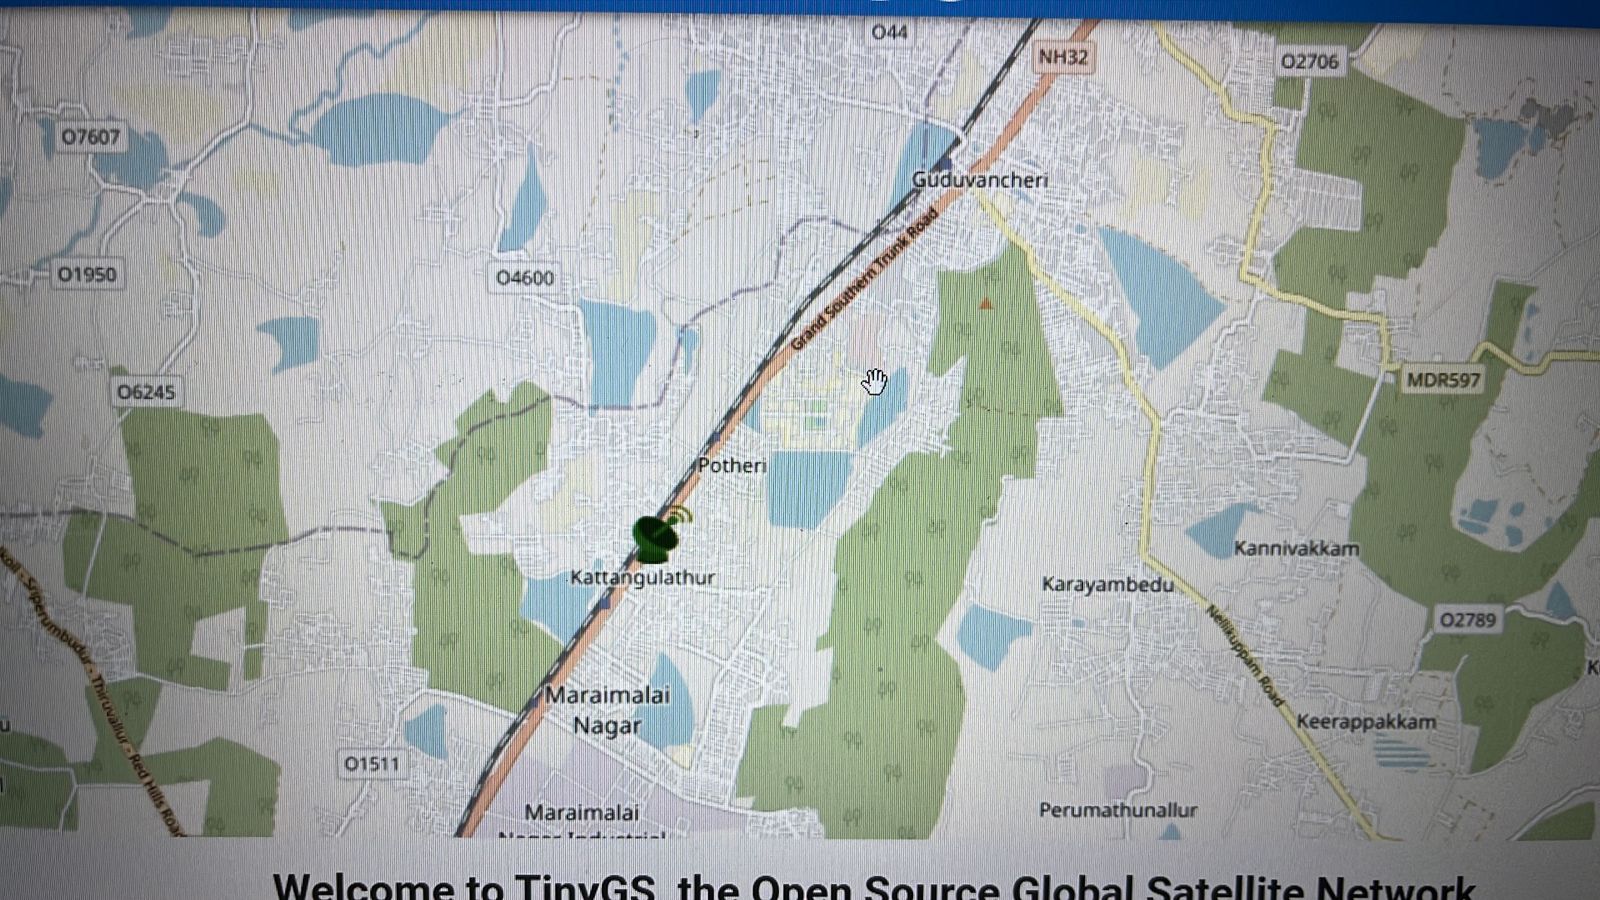 O44
NH32
O2706
O7607
Guduvancheri
Grand Southern Trunk Road
O1950
O4600
MDR597
O6245
Potheri
Kannivakkam
Kattangulathur
Karayambedu
O2789
Sriperumbudur - Thiruvallur - Red Hills Road
Nellikuppam Road
Maraimalai
Nagar
Keerappakkam
O1511
Maraimalai
Nagar Industrial
Perumathunallur
Welcome to TinyGS, the Open Source Global Satellite Network